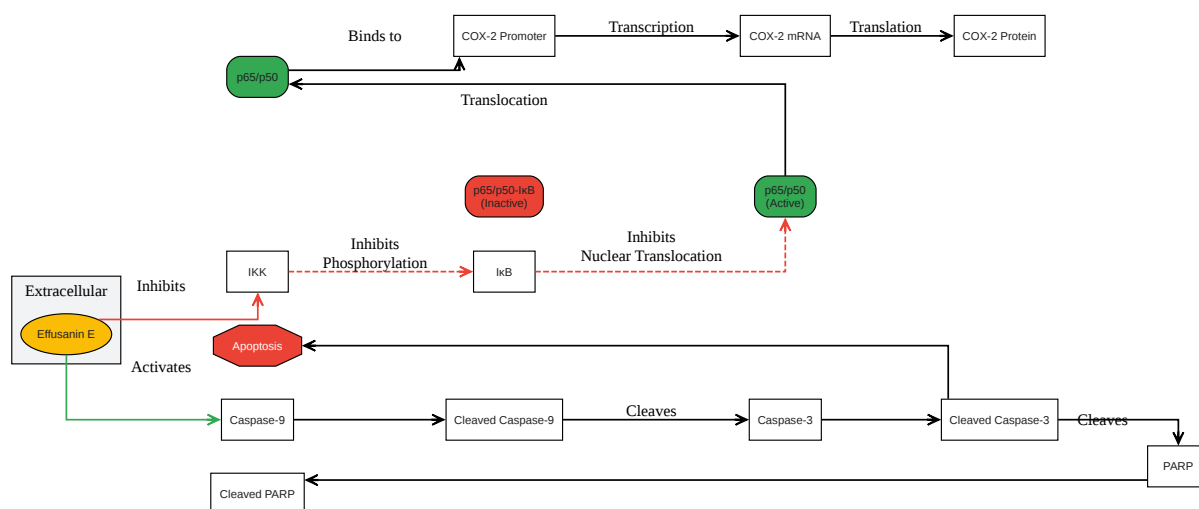 Binds to
COX-2 Promoter
Transcription
COX-2 mRNA
Translation
COX-2 Protein
p65/p50
Translocation
p65/p50-IκB
(Inactive)
p65/p50
(Active)
Inhibits
Phosphorylation
Inhibits
Nuclear Translocation
IKK
IκB
Extracellular
Inhibits
Effusanin E
Apoptosis
Activates
Caspase-9
Cleaved Caspase-9
Cleaves
Caspase-3
Cleaved Caspase-3
Cleaves
PARP
Cleaved PARP